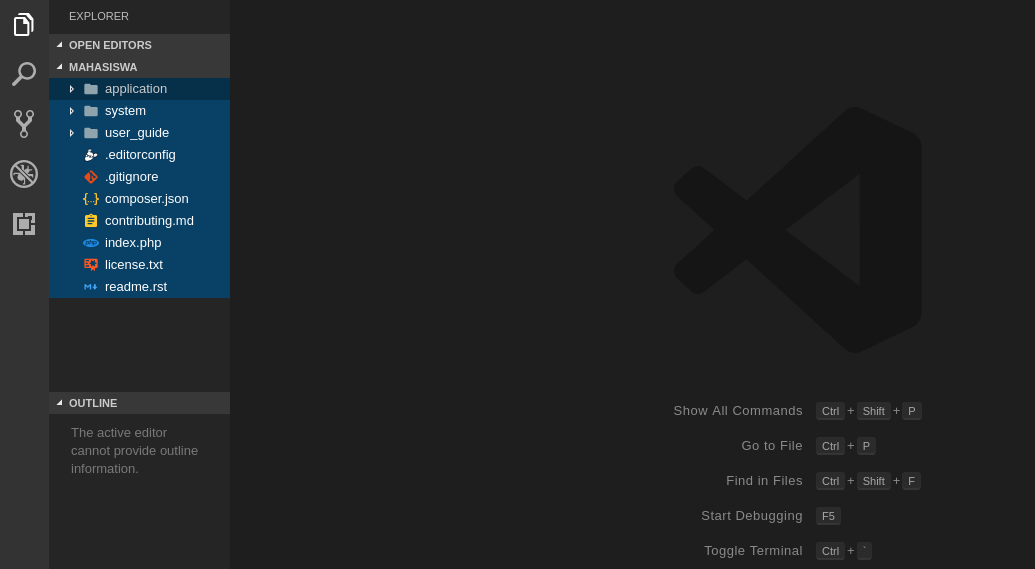 EXPLORER
OPEN EDITORS
MAHASISWA
application
system
user_guide
.editorconfig
.gitignore
{..} composer.json
contributing.md
php index.php
license.txt
readme.rst
OUTLINE
The active editor
cannot provide outline
information.
Show All Commands Ctrl + Shift + P
Go to File Ctrl + P
Find in Files Ctrl + Shift + F
Start Debugging F5
Toggle Terminal Ctrl + `